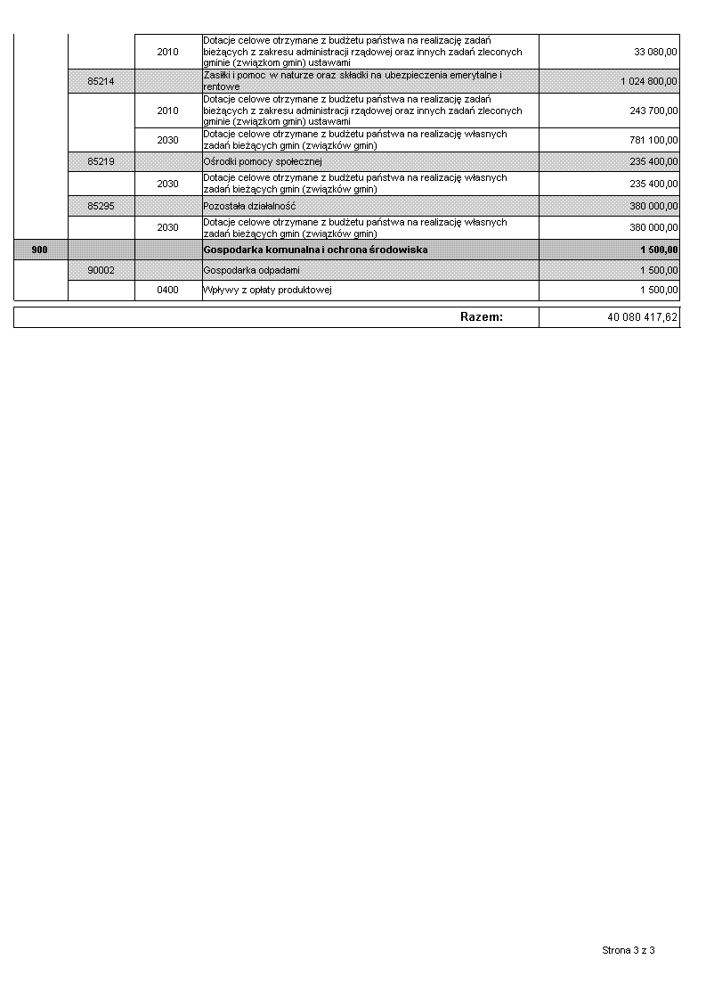 Dotacje celowe otrzymane z budżetu państwa na realizację zadań
2010 bieżących z zakresu administracji rządowej oraz innych zadań zleconych 33 080,00
gminie (związkom gmin) ustawami
85214 Zasiłki i pomoc w naturze oraz składki na ubezpieczenia emerytalne i 1 024 800,00
rentowe
Dotacje celowe otrzymane z budżetu państwa na realizację zadań
2010 bieżących z zakresu administracji rządowej oraz innych zadań zleconych 243 700,00
gminie (związkom gmin) ustawami
2030 Dotacje celowe otrzymane z budżetu państwa na realizację własnych 781 100,00
zadań bieżących gmin (związków gmin)
85219 Ośrodki pomocy społecznej 235 400,00
2030 Dotacje celowe otrzymane z budżetu państwa na realizację własnych 235 400,00
zadań bieżących gmin (związków gmin)
85295 Pozostała działalność 380 000,00
2030 Dotacje celowe otrzymane z budżetu państwa na realizację własnych 380 000,00
zadań bieżących gmin (związków gmin)
900 Gospodarka komunalna i ochrona środowiska 1 500,00
90002 Gospodarka odpadami 1 500,00
0400 Wpływy z opłaty produktowej 1 500,00
Razem: 40 080 417,62
Strona 3 z 3